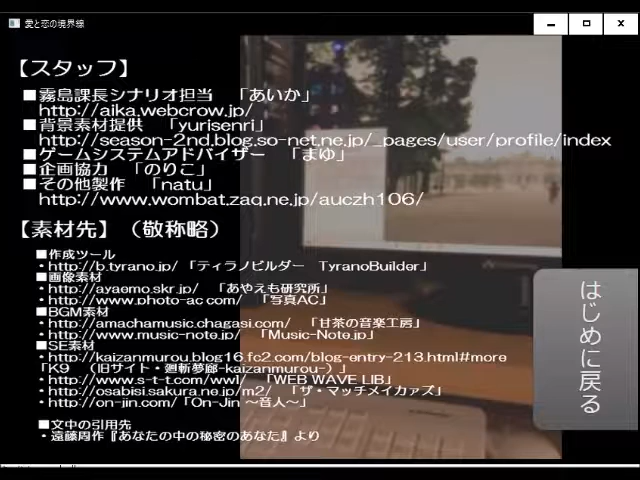 愛と恋の境界線
【スタッフ】
■霧島課長シナリオ担当　「あいか」
http://aika.webcrow.jp/
■背景素材提供　「yurisenri」
http://season-2nd.blog.so-net.ne.jp/_pages/user/profile/index
■ゲームシステムアドバイザー　「まゆ」
■企画協力　「のりこ」
■その他製作　「natu」
http://www.wombat.zaq.ne.jp/auczh106/
【素材先】（敬称略）
■作成ツール
・http://b.tyrano.jp/ 「ティラノビルダー　TyranoBuilder」
■画像素材
・http://ayaemo.skr.jp/　「あやえも研究所」
・http://www.photo-ac.com/　「写真AC」
■BGM素材
・http://amachamusic.chagasi.com/　「甘茶の音楽工房」
・http://www.music-note.jp/　「Music-Note.jp」
■SE素材
・http://kaizanmurou.blog16.fc2.com/blog-entry-213.html#more
「K9　（旧サイト・廻斬夢廊-kaizanmurou-）」
・http://www.s-t-t.com/wwl/　「WEB WAVE LIB」
・http://osabisi.sakura.ne.jp/m2/　「ザ・マッチメイカァズ」
・http://on-jin.com/「On-Jin ～音人～」
■文中の引用先
・遠藤周作『あなたの中の秘密のあなた』より
はじめに戻る